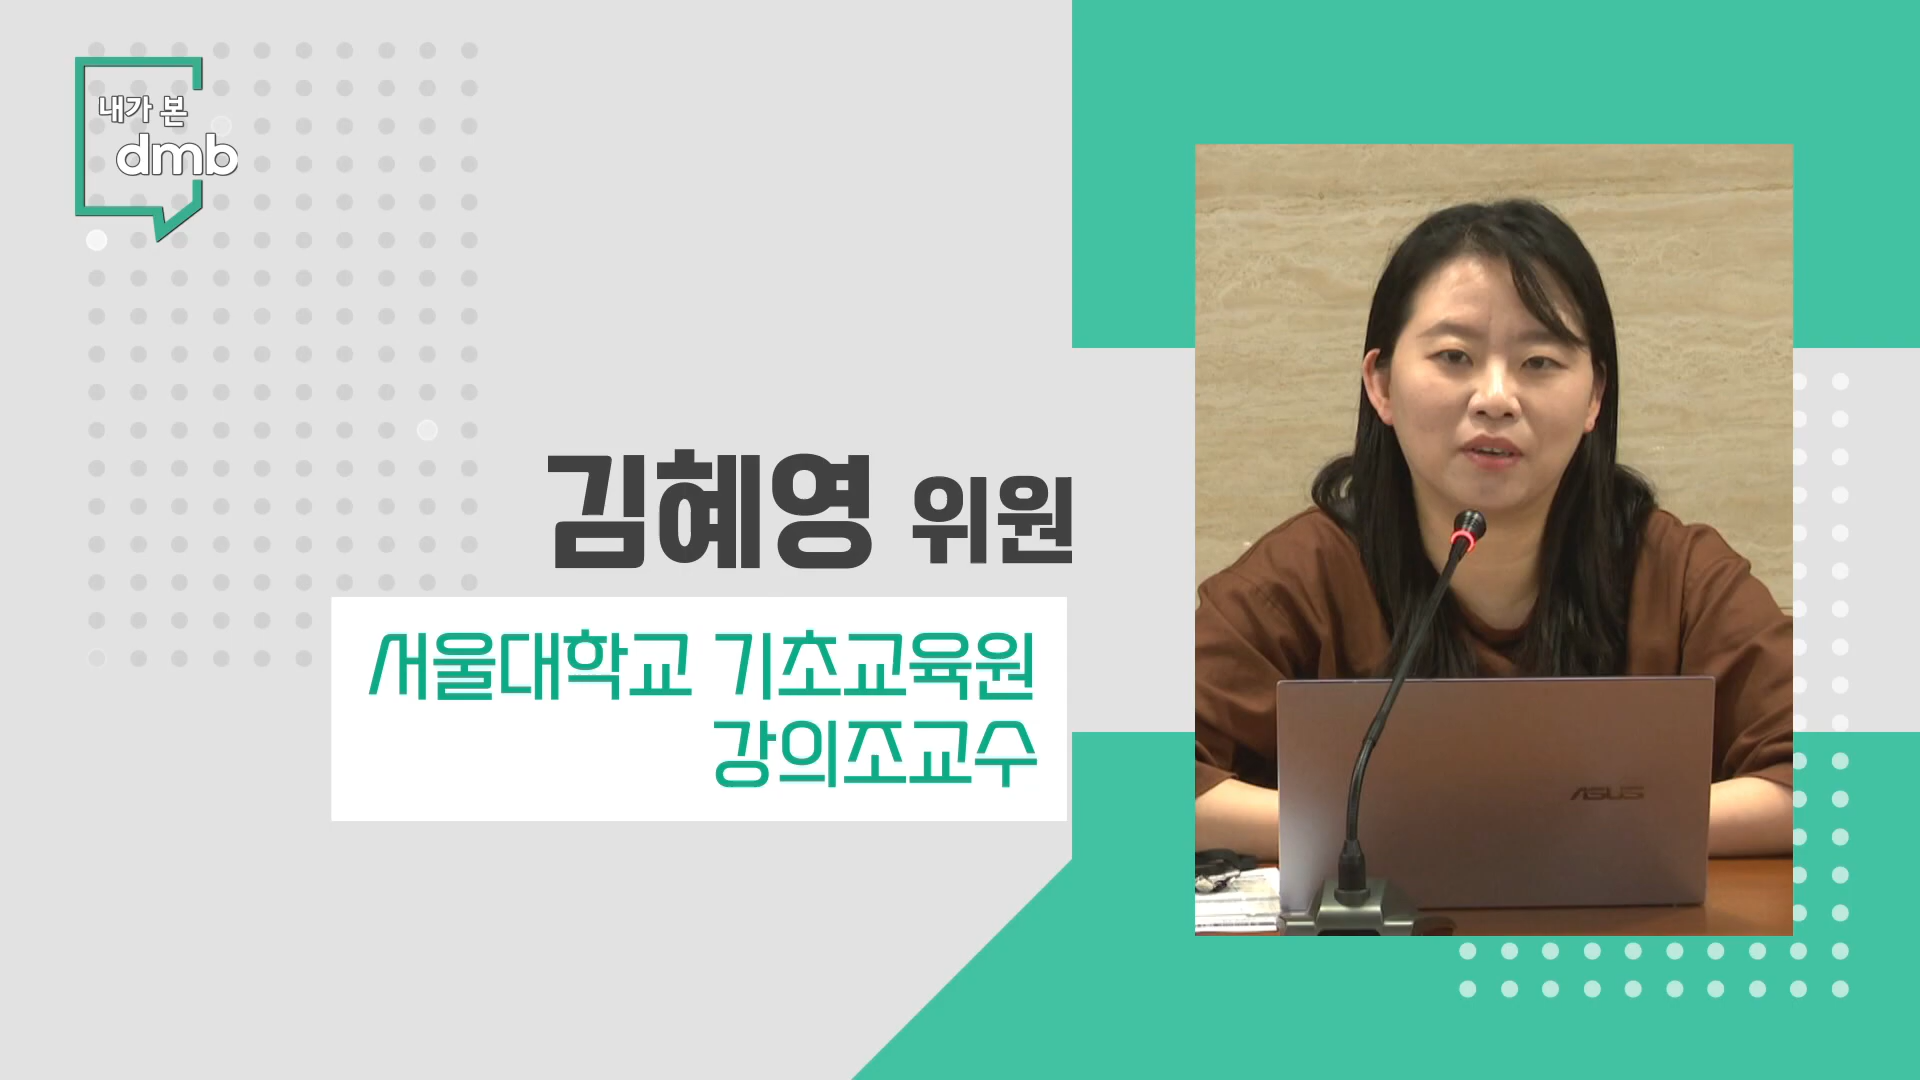 내가 본
dmb
김혜영 위원
서울대학교 기초교육원
강의조교수
ASUS